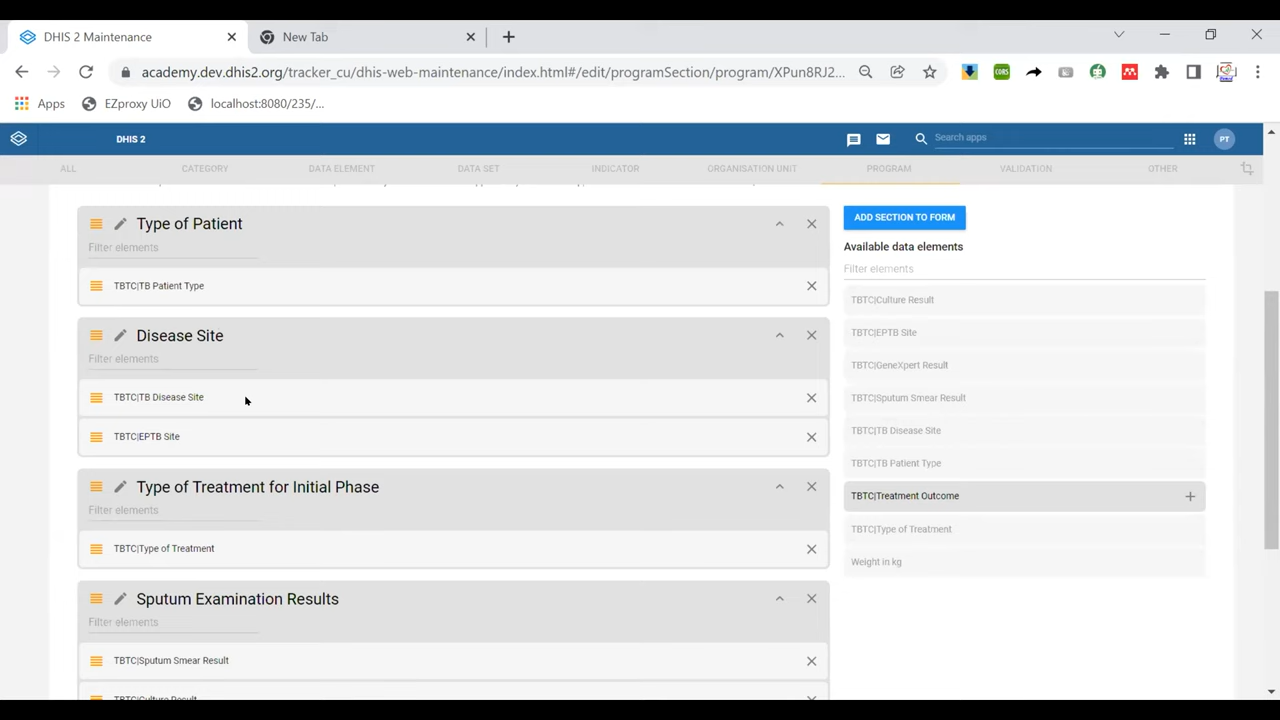 DHIS 2 Maintenance
New Tab
academy.dev.dhis2.org/tracker_cu/dhis-web-maintenance/index.html#/edit/programSection/program/XPun8RJ2...
Apps
EZproxy UiO
localhost:8080/235/...
CORS
DHIS 2
Search apps
PT
ALL
CATEGORY
DATA ELEMENT
DATA SET
INDICATOR
ORGANISATION UNIT
PROGRAM
VALIDATION
OTHER
Type of Patient
Filter elements
TBTC|TB Patient Type
Disease Site
Filter elements
TBTC|TB Disease Site
TBTC|EPTB Site
Type of Treatment for Initial Phase
Filter elements
TBTC|Type of Treatment
Sputum Examination Results
Filter elements
TBTC|Sputum Smear Result
TBTC|Culture Result
ADD SECTION TO FORM
Available data elements
Filter elements
TBTC|Culture Result
TBTC|EPTB Site
TBTC|GeneXpert Result
TBTC|Sputum Smear Result
TBTC|TB Disease Site
TBTC|TB Patient Type
TBTC|Treatment Outcome
TBTC|Type of Treatment
Weight in kg